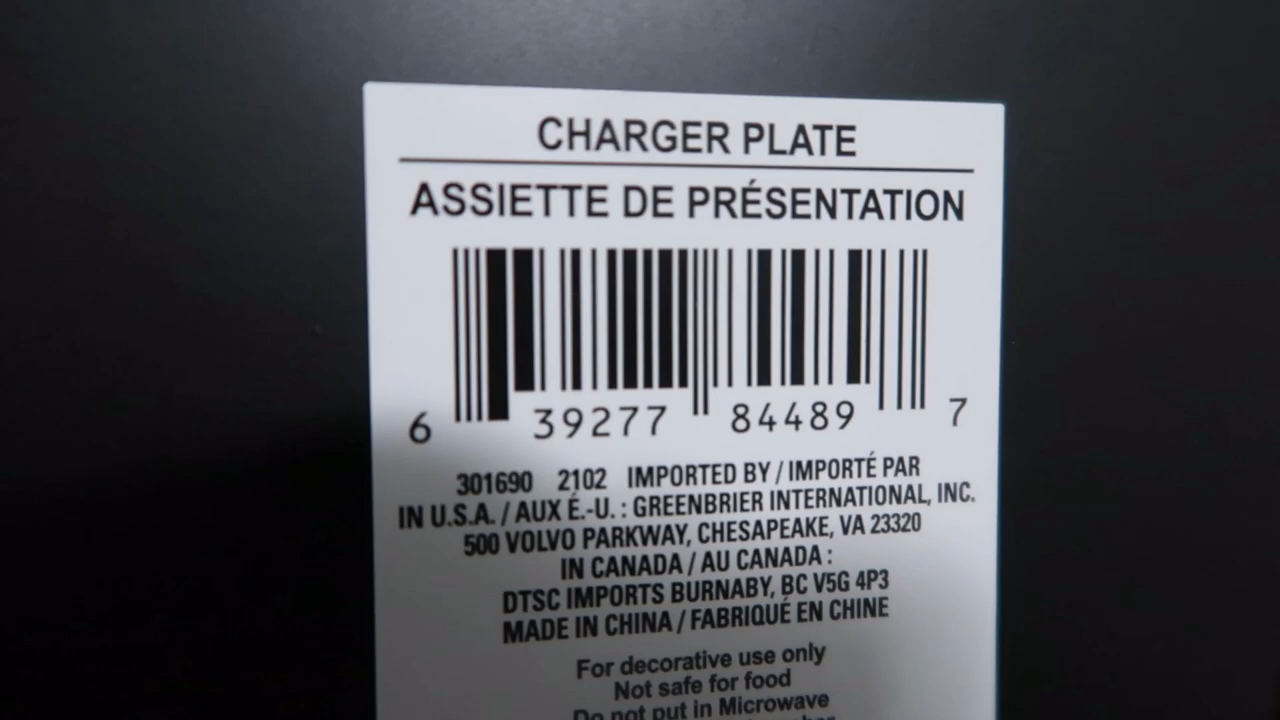 CHARGER PLATE
ASSIETTE DE PRÉSENTATION
6 39277 84489 7
301690 2102 IMPORTED BY / IMPORTÉ PAR
IN U.S.A. / AUX É.-U. : GREENBRIER INTERNATIONAL, INC.
500 VOLVO PARKWAY, CHESAPEAKE, VA 23320
IN CANADA / AU CANADA :
DTSC IMPORTS BURNABY, BC V5G 4P3
MADE IN CHINA / FABRIQUÉ EN CHINE
For decorative use only
Not safe for food
Do not put in Microwave